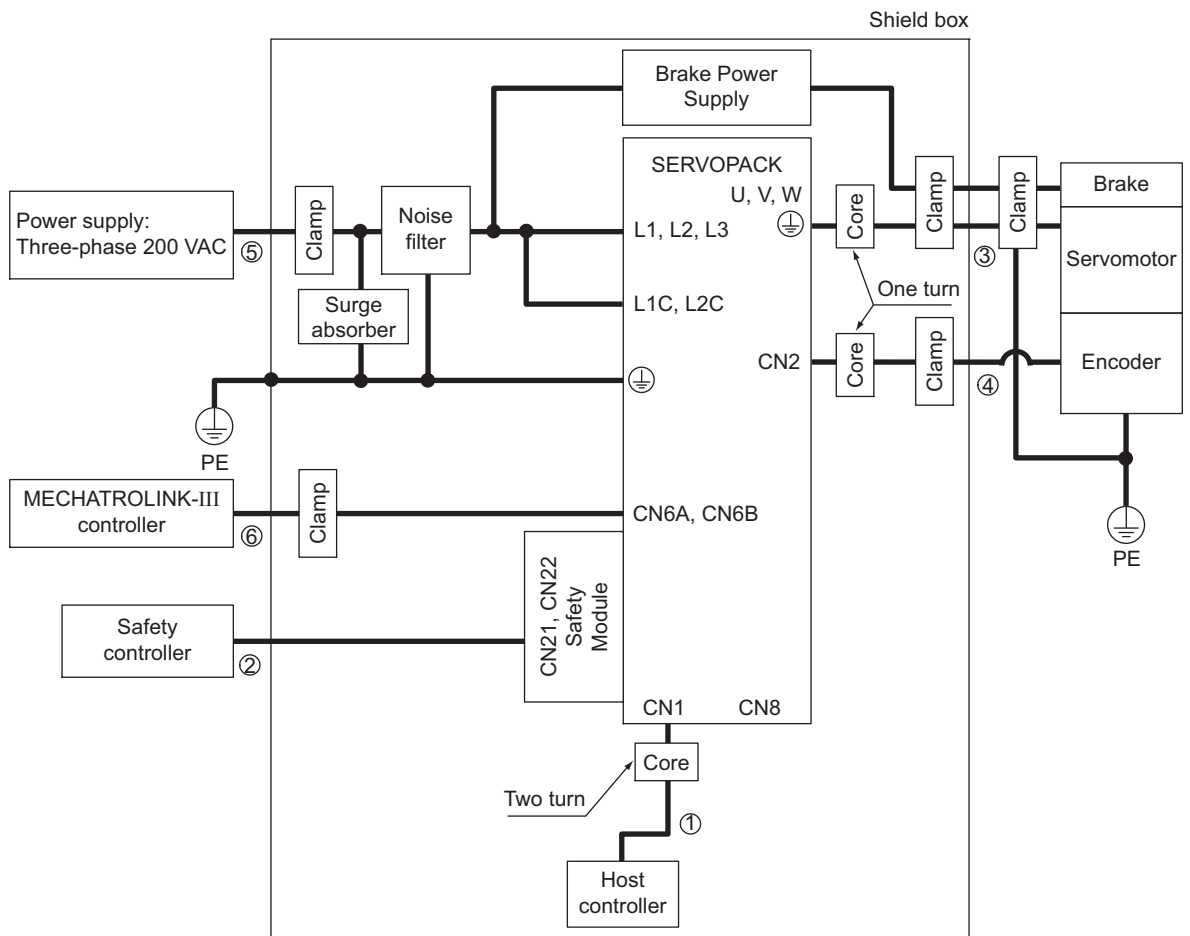 Shield box
Brake Power
Supply
SERVOPACK
U, V, W
Core
Clamp
Clamp
Brake
Power supply:
Three-phase 200 VAC
⑤
Clamp
Noise
filter
L1, L2, L3
③
Servomotor
One turn
Surge
absorber
L1C, L2C
CN2
Core
Clamp
④
Encoder
PE
PE
MECHATROLINK-III
controller
⑥
Clamp
CN6A, CN6B
CN21, CN22
Safety
Module
Safety
controller
②
CN1
CN8
Core
Two turn
①
Host
controller